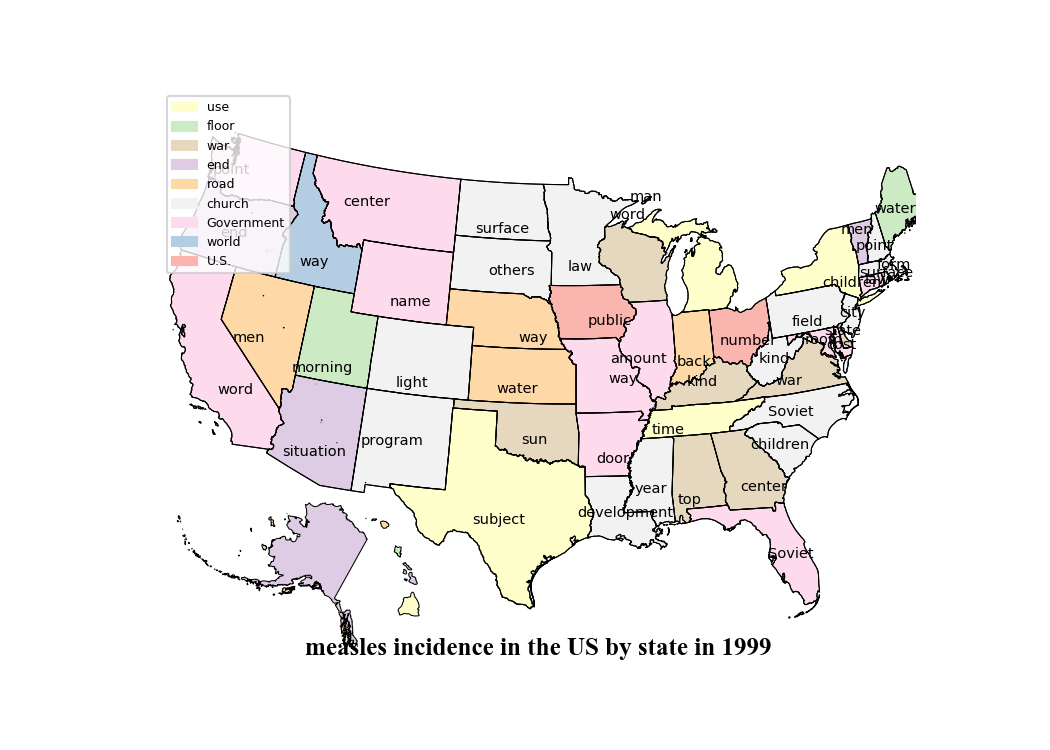 use
floor
war
end
road
church
Government
world
U.S.
point
end
center
way
name
surface
others
law
man
word
men
morning
word
light
situation
program
way
water
sun
subject
public
amount
way
door
year
development
back
kind
number
time
top
center
Soviet
children
Soviet
war
kind
field
children
men
point
water
form
surface
city
state
cost
measles incidence in the US by state in 1999